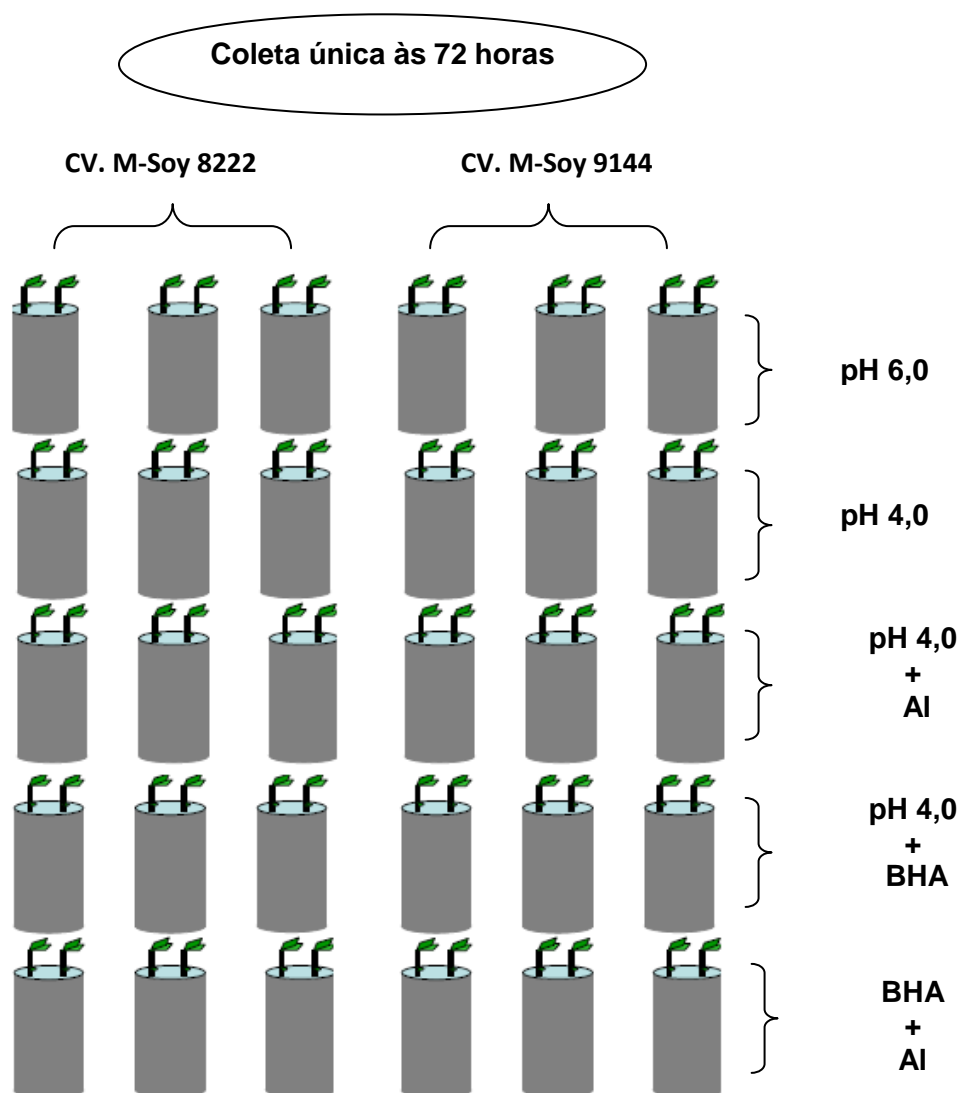 Coleta única às 72 horas
CV. M-Soy 8222
CV. M-Soy 9144
pH 6,0
pH 4,0
pH 4,0
+
Al
pH 4,0
+
BHA
BHA
+
Al